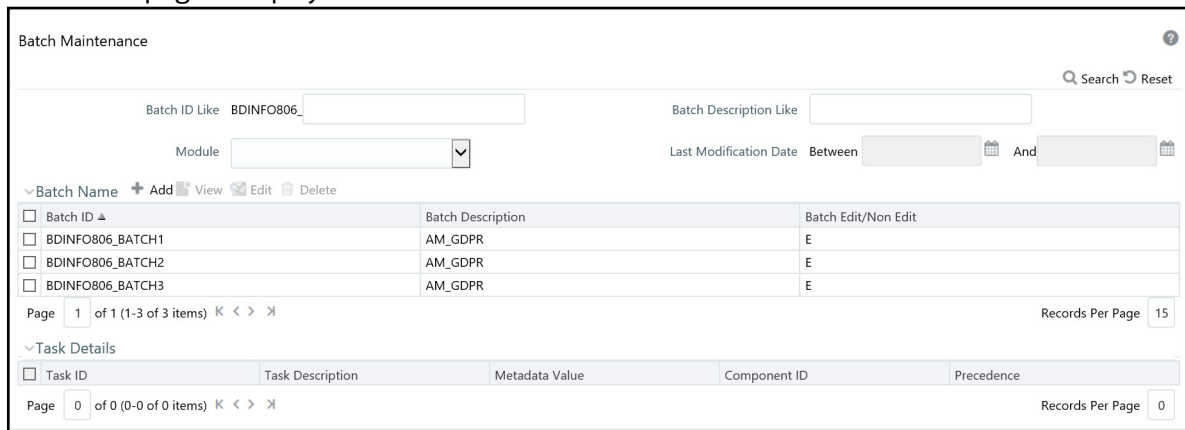 Batch Maintenance
Search Reset
Batch ID Like BDINFO806_ Batch Description Like
Module Last Modification Date Between And
Batch Name Add View Edit Delete
Batch ID Batch Description Batch Edit/Non Edit
BDINFO806_BATCH1 AM_GDPR E
BDINFO806_BATCH2 AM_GDPR E
BDINFO806_BATCH3 AM_GDPR E
Page 1 of 1 (1-3 of 3 items) Records Per Page 15
Task Details
Task ID Task Description Metadata Value Component ID Precedence
Page 0 of 0 (0-0 of 0 items) Records Per Page 0